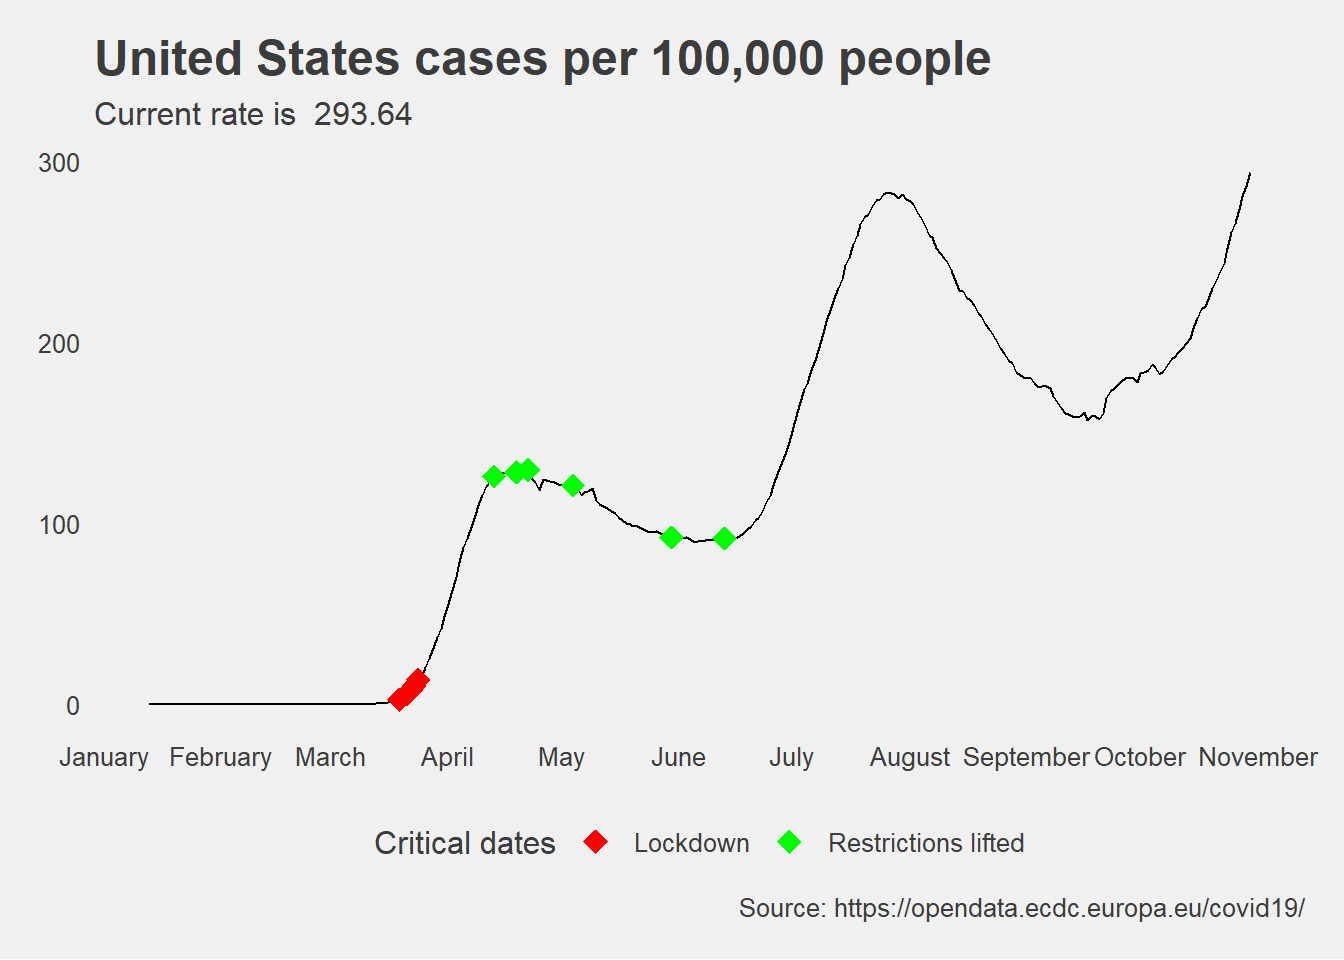 United States cases per 100,000 people
Current rate is  293.64
300
200
100
0
January February March April May June July August September October November
Critical dates Lockdown Restrictions lifted
Source: https://opendata.ecdc.europa.eu/covid19/